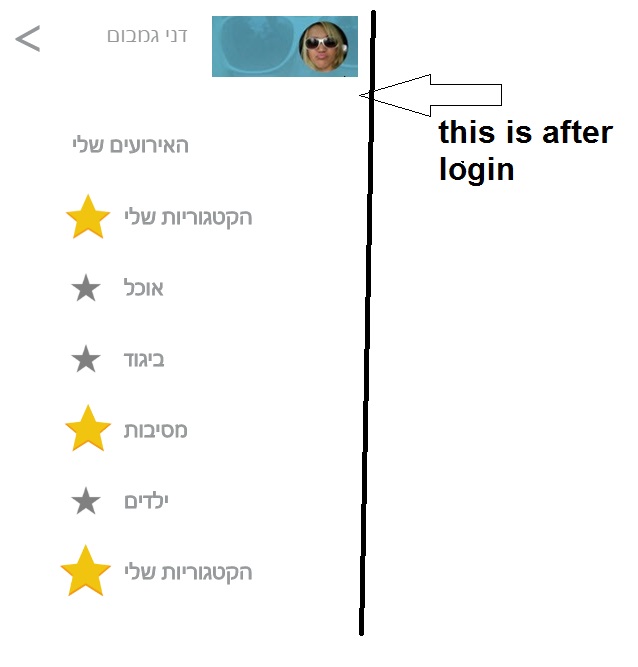 דני גמבום
this is after
login
האירועים שלי
הקטגוריות שלי
אוכל
ביגוד
מסיבות
ילדים
הקטגוריות שלי